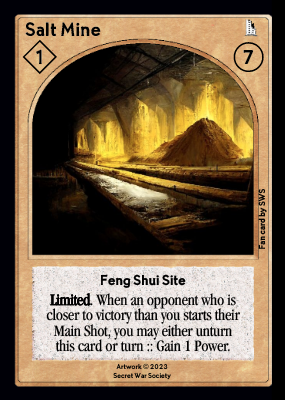 Salt Mine
1
7
Fan card by SWS
Feng Shui Site
Limited. When an opponent who is
closer to victory than you starts their
Main Shot, you may either unturn
this card or turn :: Gain 1 Power.
Artwork © 2023
Secret War Society